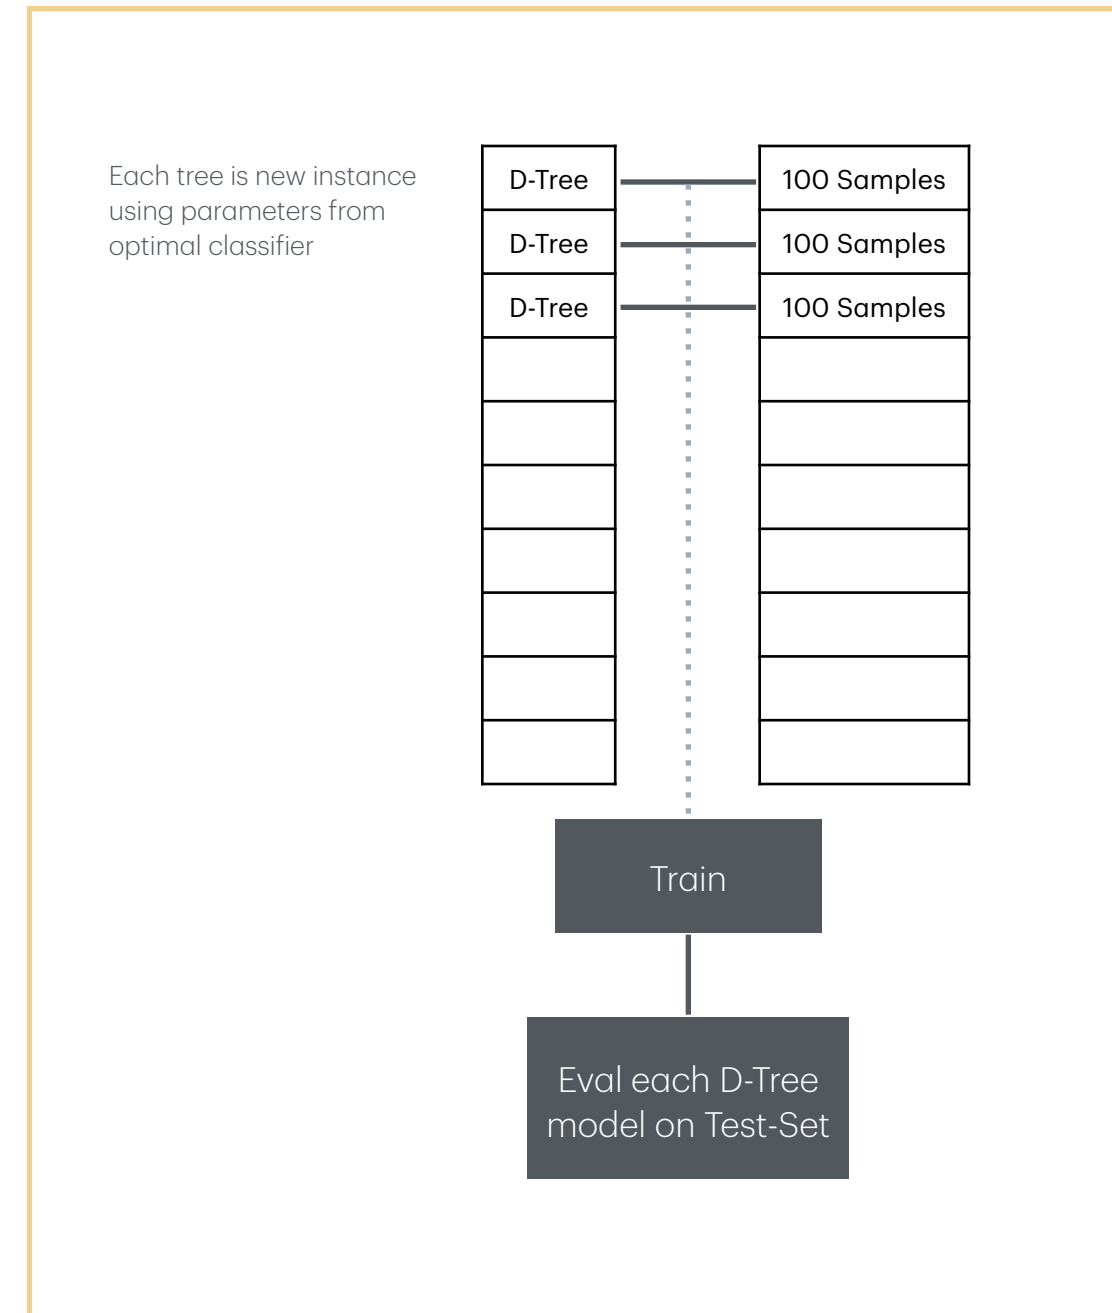 Each tree is new instance
using parameters from
optimal classifier
D-Tree
100 Samples
D-Tree
100 Samples
D-Tree
100 Samples
Train
Eval each D-Tree
model on Test-Set